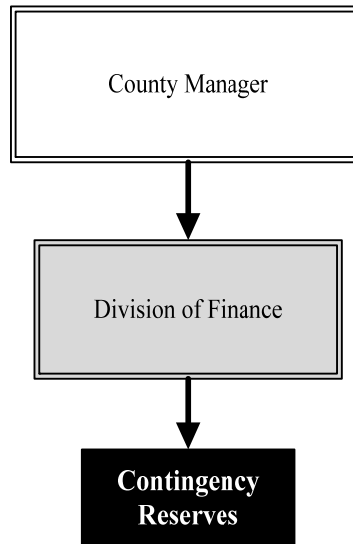 County Manager
Division of Finance
Contingency
Reserves